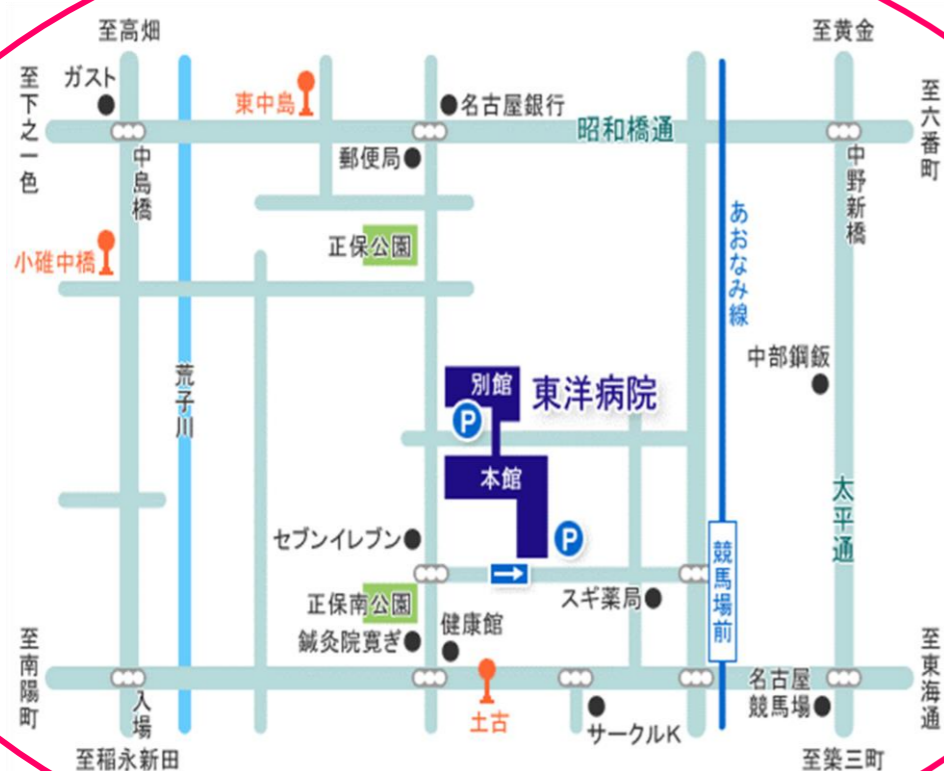 至高畑
至黄金
至下之一色
ガスト
東中島
名古屋銀行
昭和橋通
至六番町
中島橋
郵便局
中野新橋
正保公園
あおなみ線
小碓中橋
中部鋼鈑
荒子川
別館
東洋病院
P
本館
太平通
セブンイレブン
P
競馬場前
正保南公園
スギ薬局
健康館
鍼灸院寛ぎ
至南陽町
至東海通
入場
土古
サークルK
名古屋
競馬場
至稲永新田
至築三町